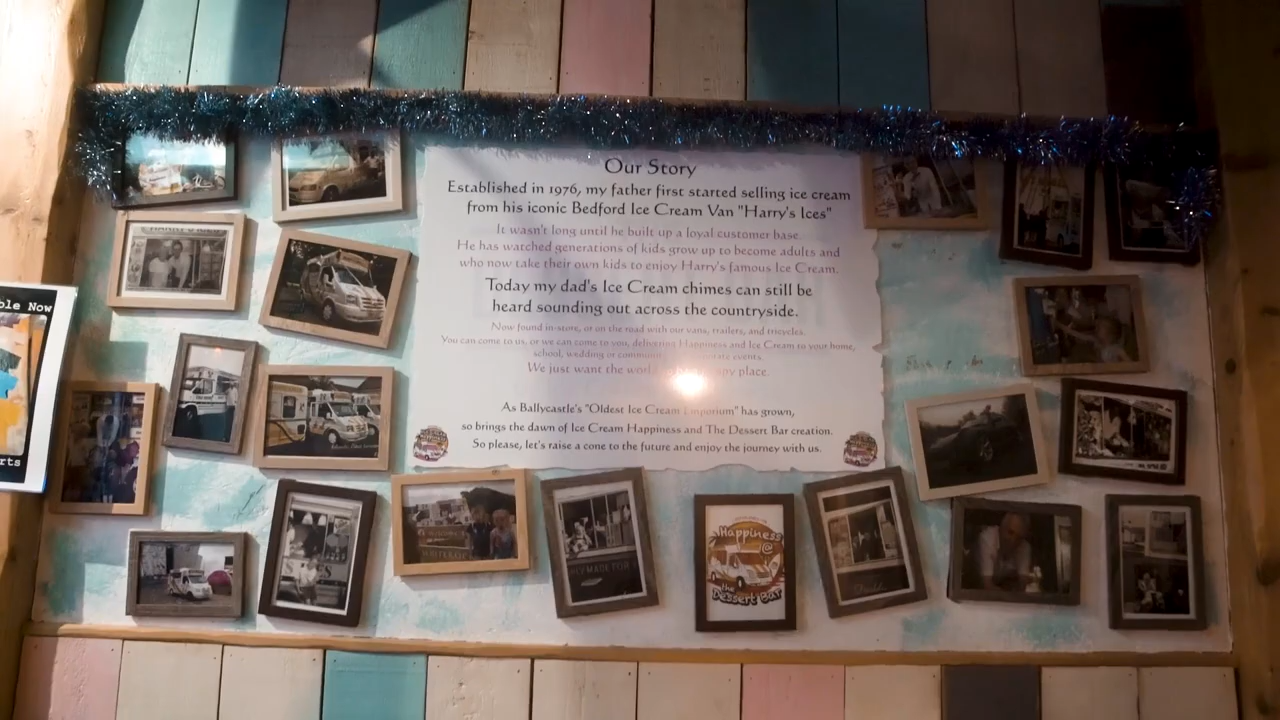 Our Story
Established in 1976, my father first started selling ice cream
from his iconic Bedford Ice Cream Van "Harry's Ices"
It wasn't long until he built up a loyal customer base.
He has watched generations of kids grow up to become adults and
who now take their own kids to enjoy Harry's famous Ice Cream.
Today my dad's Ice Cream chimes can still be
heard sounding out across the countryside.
Now found in-store, or on the road with our vans, trailers, and tricycles.
You can come to us, or we can come to you, delivering Happiness and Ice Cream to your home,
school, wedding or events.
We just want the place.
As Ballycastle's "Oldest Ice Cream Emporium" has grown,
so brings the dawn of Ice Cream Happiness and The Dessert Bar creation.
So please, let's raise a cone to the future and enjoy the journey with us.
Now
rts
MADE FOR
Happiness
@
the
Dessert Bar